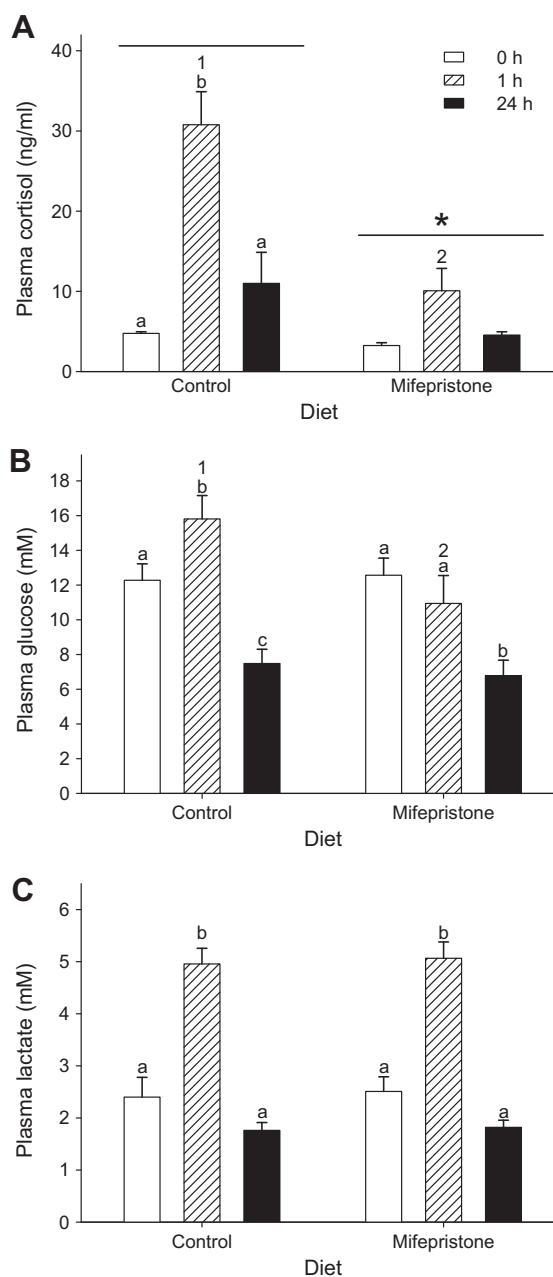 A
Plasma cortisol (ng/ml)
40
30
20
10
0
0 h
1 h
24 h
a
1
b
a
*
2
Control
Mifepristone
Diet
B
Plasma glucose (mM)
18
16
14
12
10
8
6
4
2
0
a
1
b
c
a
2
a
b
Control
Mifepristone
Diet
C
Plasma lactate (mM)
6
5
4
3
2
1
0
a
b
a
a
b
a
Control
Mifepristone
Diet